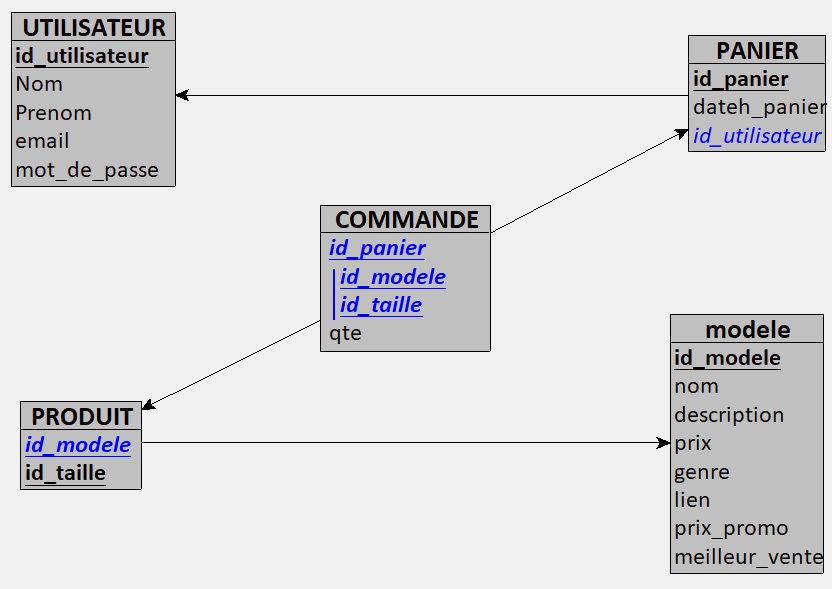 UTILISATEUR
id_utilisateur
Nom
Prenom
email
mot_de_passe
PANIER
id_panier
dateh_panier
id_utilisateur
COMMANDE
id_panier
id_modele
id_taille
qte
PRODUIT
id_modele
id_taille
modele
id_modele
nom
description
prix
genre
lien
prix_promo
meilleur_vente